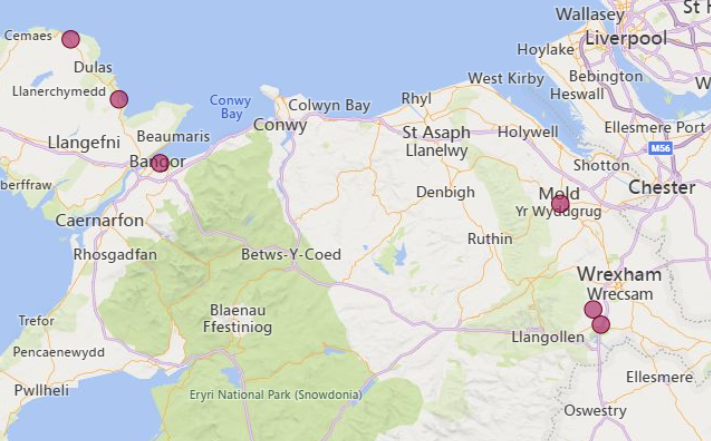 Wallasey
St
Liverpool
Cemaes
Hoylake
Dulas
Bebington
West Kirby
Heswall
W
Llanerchymedd
Conwy
Bay
Colwyn Bay
Rhyl
Conwy
Beaumaris
St Asaph
Llanelwy
Holywell
Ellesmere Port
M56
Llangefni
Bangor
Shotton
berffraw
Denbigh
Mold
Yr Wyddgrug
Chester
Caernarfon
Ruthin
Rhosgadfan
Betws-Y-Coed
Wrexham
Wrecsam
Blaenau
Ffestiniog
Trefor
Llangollen
Pencaenewydd
Ellesmere
Pwllheli
Eryri National Park (Snowdonia)
Oswestry